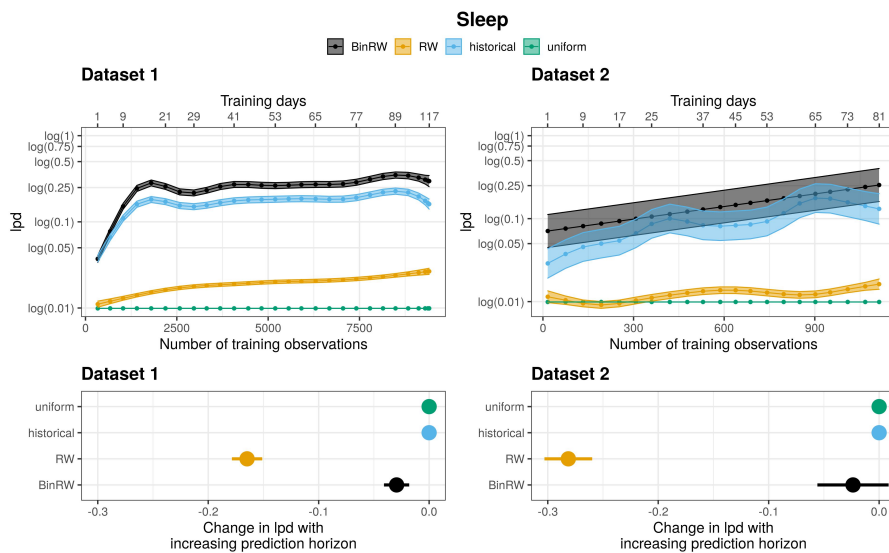 Sleep
BinRW RW historical uniform
Dataset 1
Training days
1 9 21 29 41 53 65 77 89 117
log(1)
log(0.75)
log(0.5)
log(0.25)
log(0.1)
log(0.05)
log(0.01)
lpd
0 2500 5000 7500
Number of training observations
Dataset 2
Training days
1 9 17 25 37 45 53 65 73 81
log(1)
log(0.75)
log(0.5)
log(0.25)
log(0.1)
log(0.05)
log(0.01)
lpd
0 300 600 900
Number of training observations
Dataset 1
uniform
historical
RW
BinRW
-0.3 -0.2 -0.1 0.0
Change in lpd with
increasing prediction horizon
Dataset 2
uniform
historical
RW
BinRW
-0.3 -0.2 -0.1 0.0
Change in lpd with
increasing prediction horizon